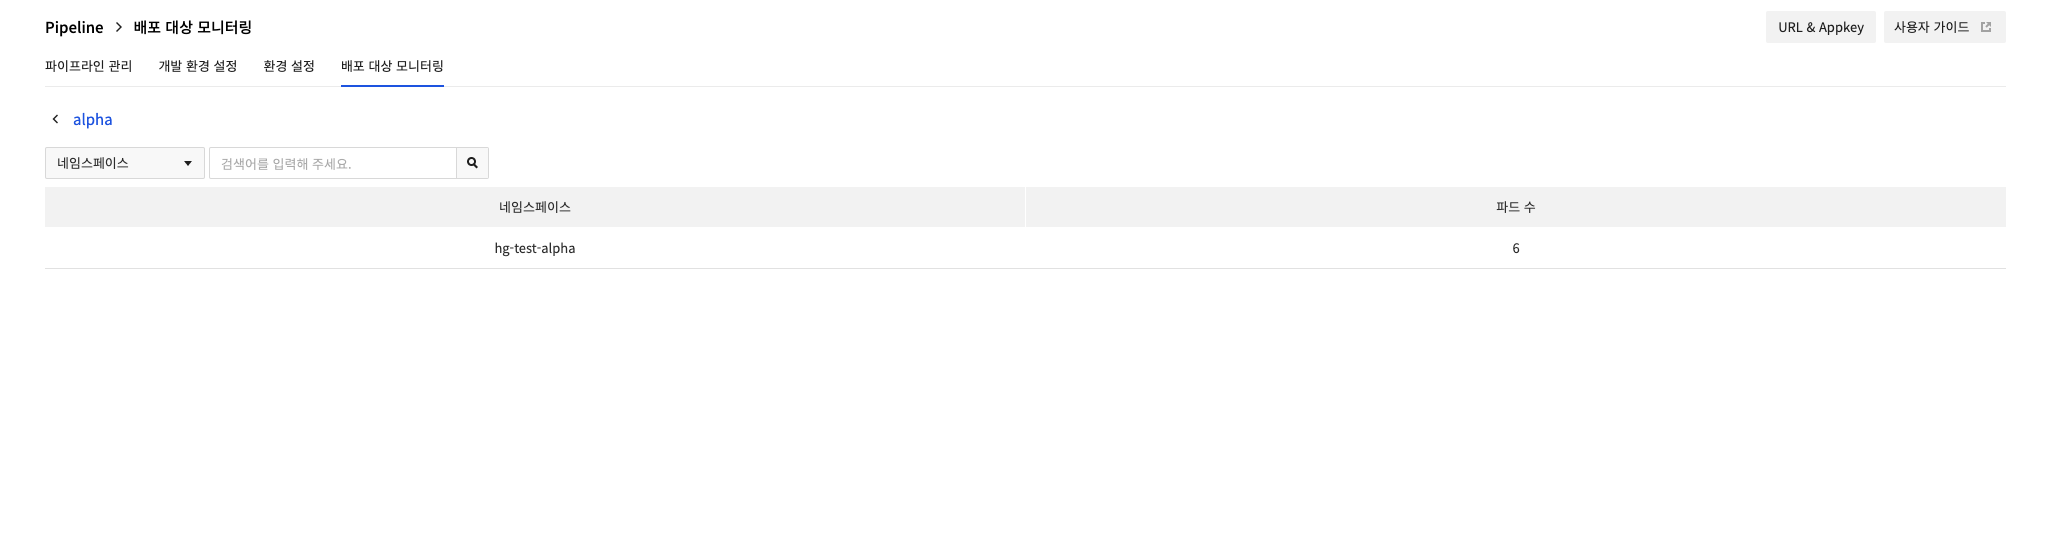 Pipeline > 배포 대상 모니터링
URL & Appkey
사용자 가이드
파이프라인 관리 개발 환경 설정 환경 설정 배포 대상 모니터링
alpha
네임스페이스 검색어를 입력해 주세요.
네임스페이스 파드 수
hg-test-alpha 6